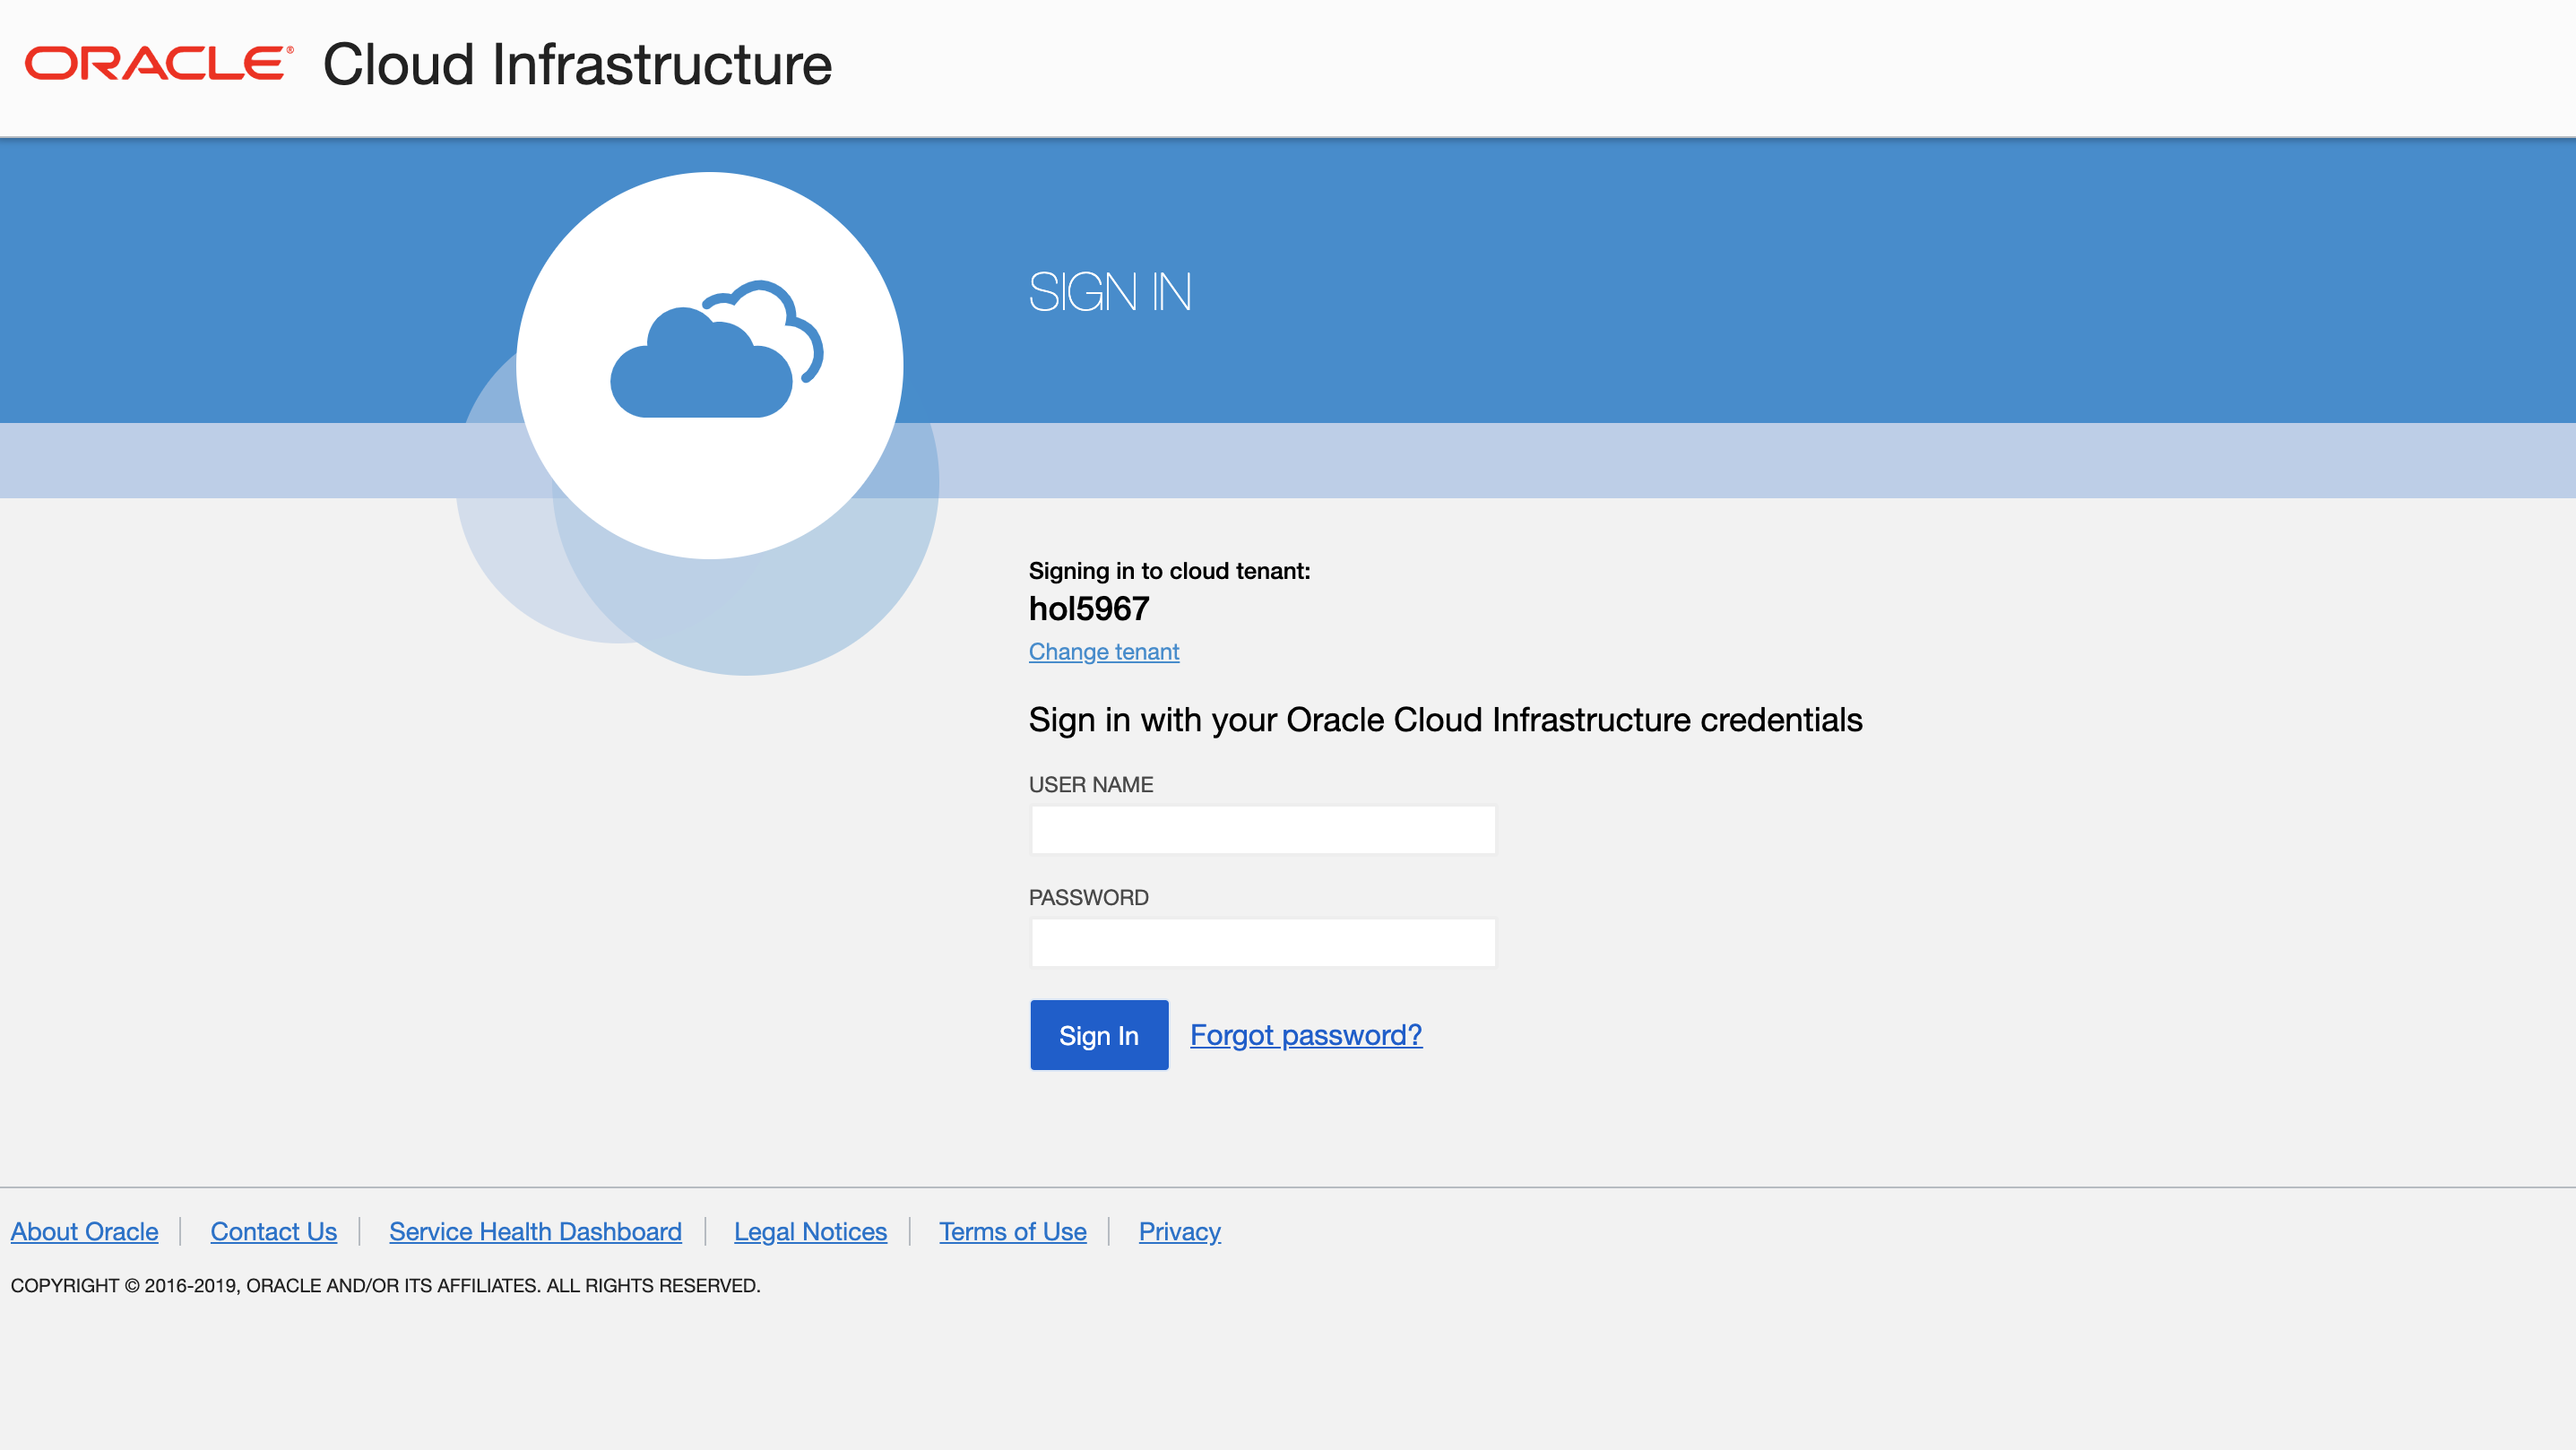 ORACLE® Cloud Infrastructure
SIGN IN
Signing in to cloud tenant:
hol5967
Change tenant
Sign in with your Oracle Cloud Infrastructure credentials
USER NAME
PASSWORD
Sign In Forgot password?
About Oracle Contact Us Service Health Dashboard Legal Notices Terms of Use Privacy
COPYRIGHT © 2016-2019, ORACLE AND/OR ITS AFFILIATES. ALL RIGHTS RESERVED.